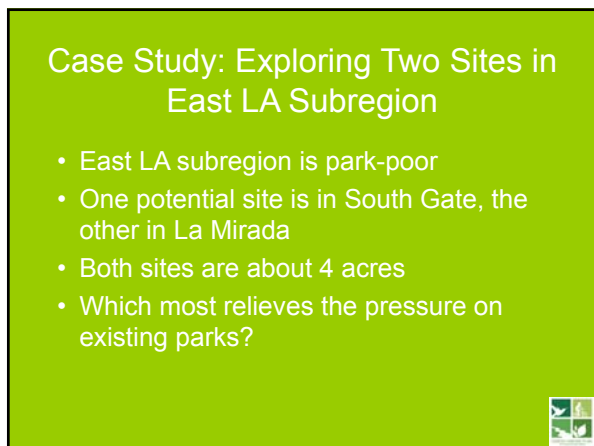 Case Study: Exploring Two Sites in
East LA Subregion
• East LA subregion is park-poor
• One potential site is in South Gate, the
other in La Mirada
• Both sites are about 4 acres
• Which most relieves the pressure on
existing parks?